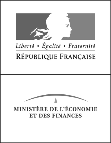 Liberté • Égalité • Fraternité
RÉPUBLIQUE FRANÇAISE
MINISTÈRE DE L'ÉCONOMIE
ET DES FINANCES